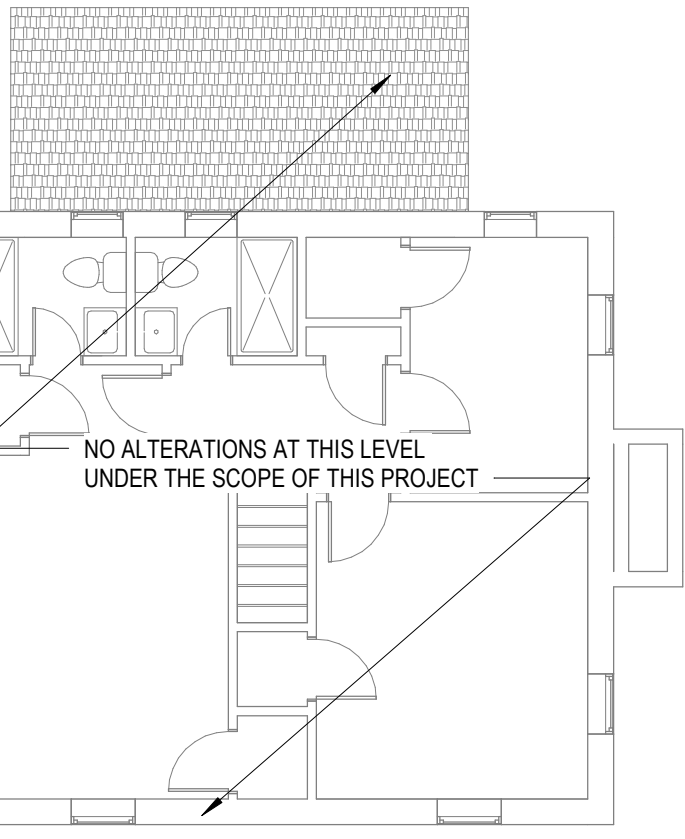 NO ALTERATIONS AT THIS LEVEL
UNDER THE SCOPE OF THIS PROJECT